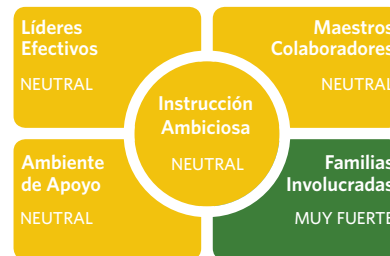 Líderes
Efectivos
NEUTRAL
Maestros
Colaboradores
NEUTRAL
Instrucción
Ambiciosa
NEUTRAL
Ambiente
de Apoyo
NEUTRAL
Familias
Involucradas
MUY FUERTE